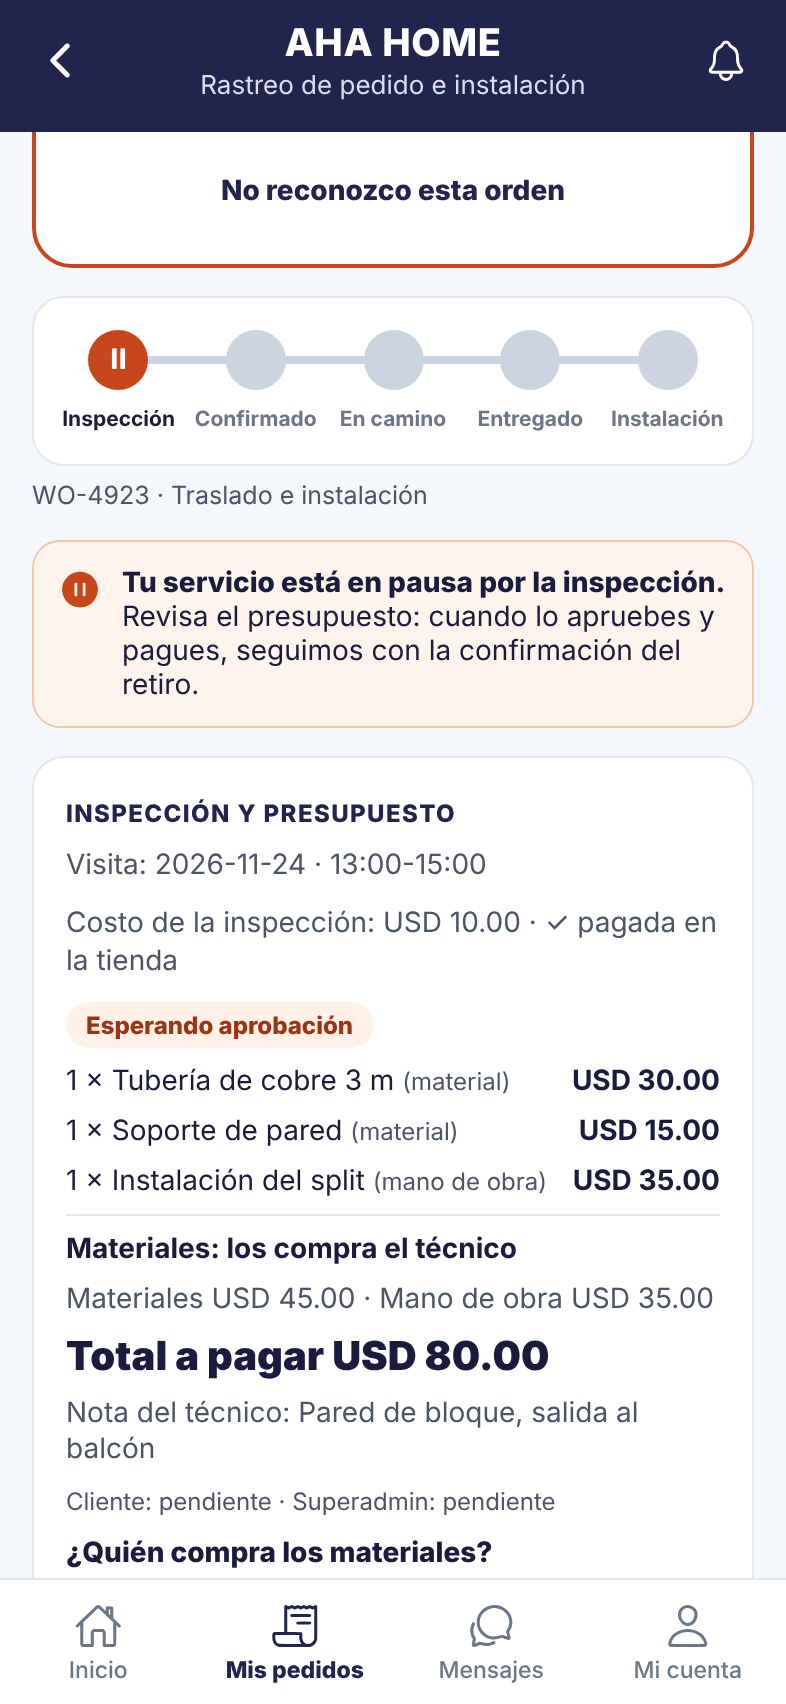 AHA HOME
Rastreo de pedido e instalación
No reconozco esta orden
Inspección Confirmado En camino Entregado Instalación
WO-4923 · Traslado e instalación
Tu servicio está en pausa por la inspección.
Revisa el presupuesto: cuando lo apruebes y
pagues, seguimos con la confirmación del
retiro.
INSPECCIÓN Y PRESUPUESTO
Visita: 2026-11-24 · 13:00-15:00
Costo de la inspección: USD 10.00 · ✓ pagada en
la tienda
Esperando aprobación
1 × Tubería de cobre 3 m (material) USD 30.00
1 × Soporte de pared (material) USD 15.00
1 × Instalación del split (mano de obra) USD 35.00
Materiales: los compra el técnico
Materiales USD 45.00 · Mano de obra USD 35.00
Total a pagar USD 80.00
Nota del técnico: Pared de bloque, salida al
balcón
Cliente: pendiente · Superadmin: pendiente
¿Quién compra los materiales?
Inicio Mis pedidos Mensajes Mi cuenta